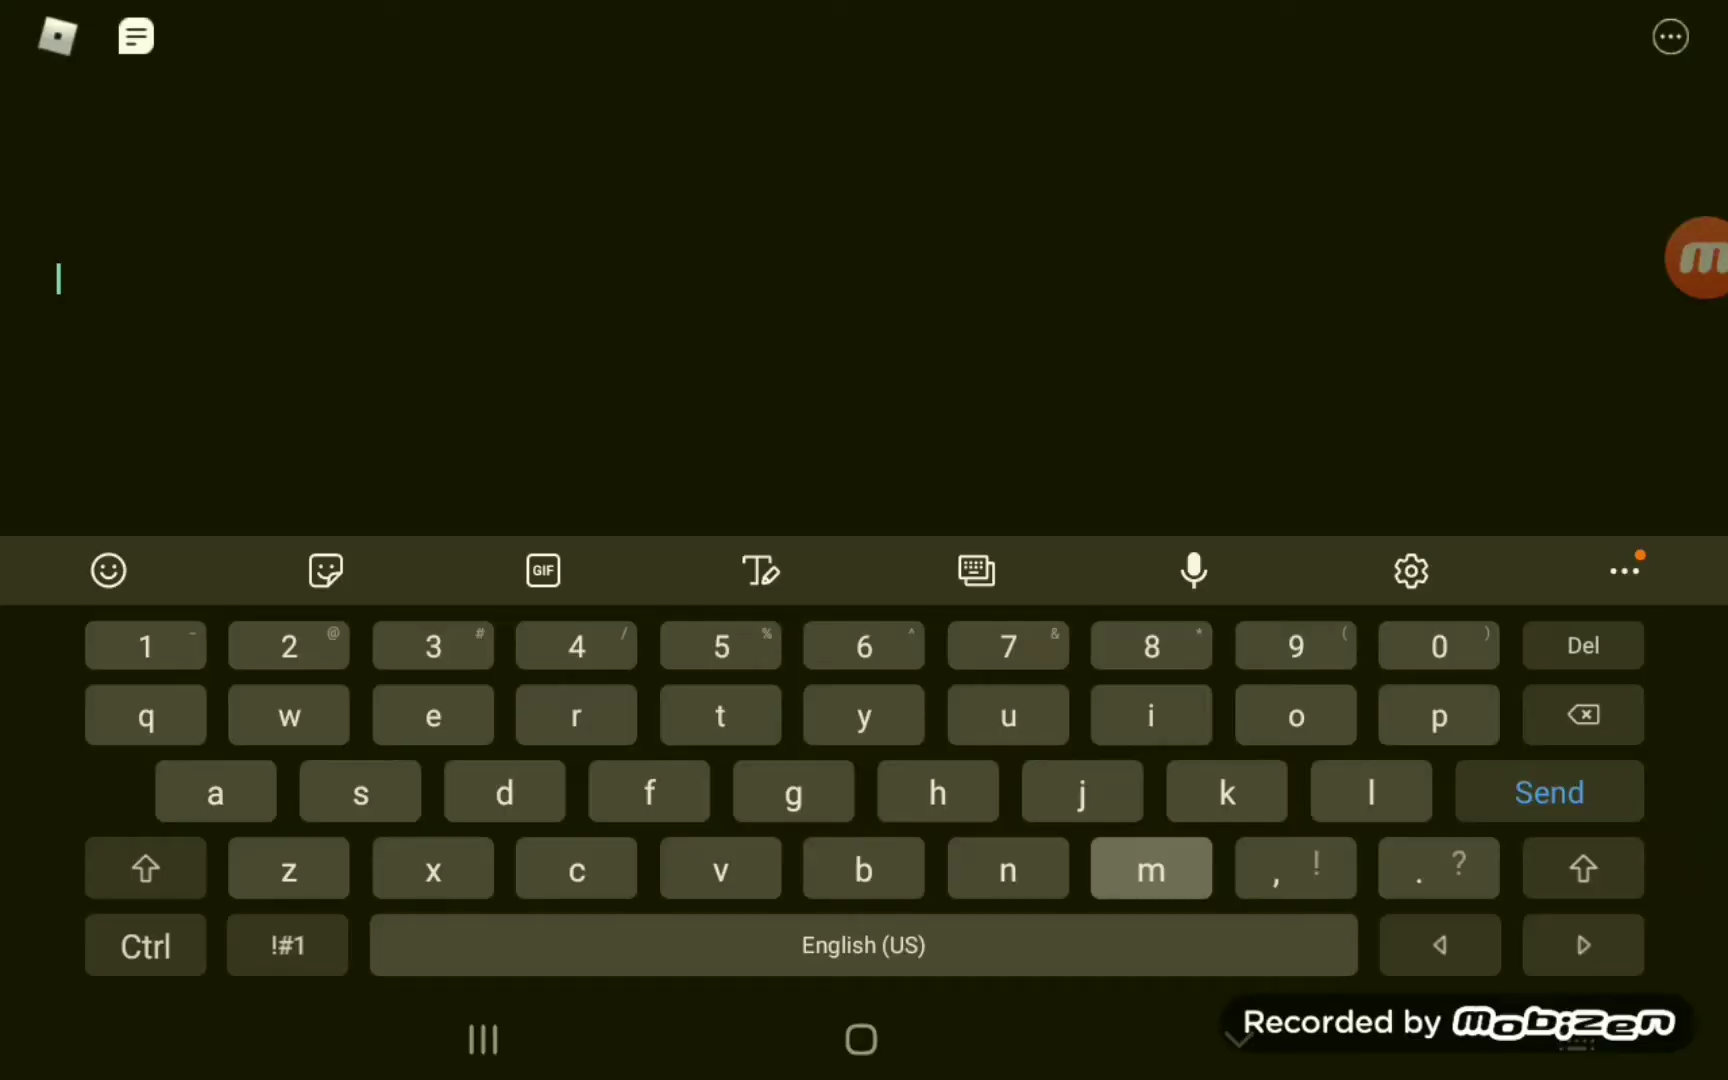 GIF
1 - 2 @ 3 # 4 / 5 % 6 ^ 7 & 8 * 9 ( 0 ) Del
q w e r t y u i o p
a s d f g h j k l Send
z x c v b n m , ! . ?
Ctrl !#1 English (US)
Recorded by mobizen